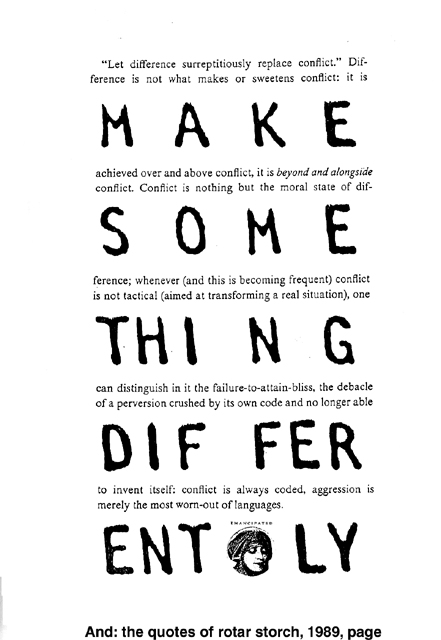 “Let difference surreptitiously replace conflict.” Dif-
ference is not what makes or sweetens conflict: it is
MAKE
achieved over and above conflict, it is beyond and alongside
conflict. Conflict is nothing but the moral state of dif-
SOME
ference; whenever (and this is becoming frequent) conflict
is not tactical (aimed at transforming a real situation), one
THING
can distinguish in it the failure-to-attain-bliss, the debacle
of a perversion crushed by its own code and no longer able
DIF FER
to invent itself: conflict is always coded, aggression is
merely the most worn-out of languages.
EMANCIPATED
ENT LY
And: the quotes of rotar storch, 1989, page